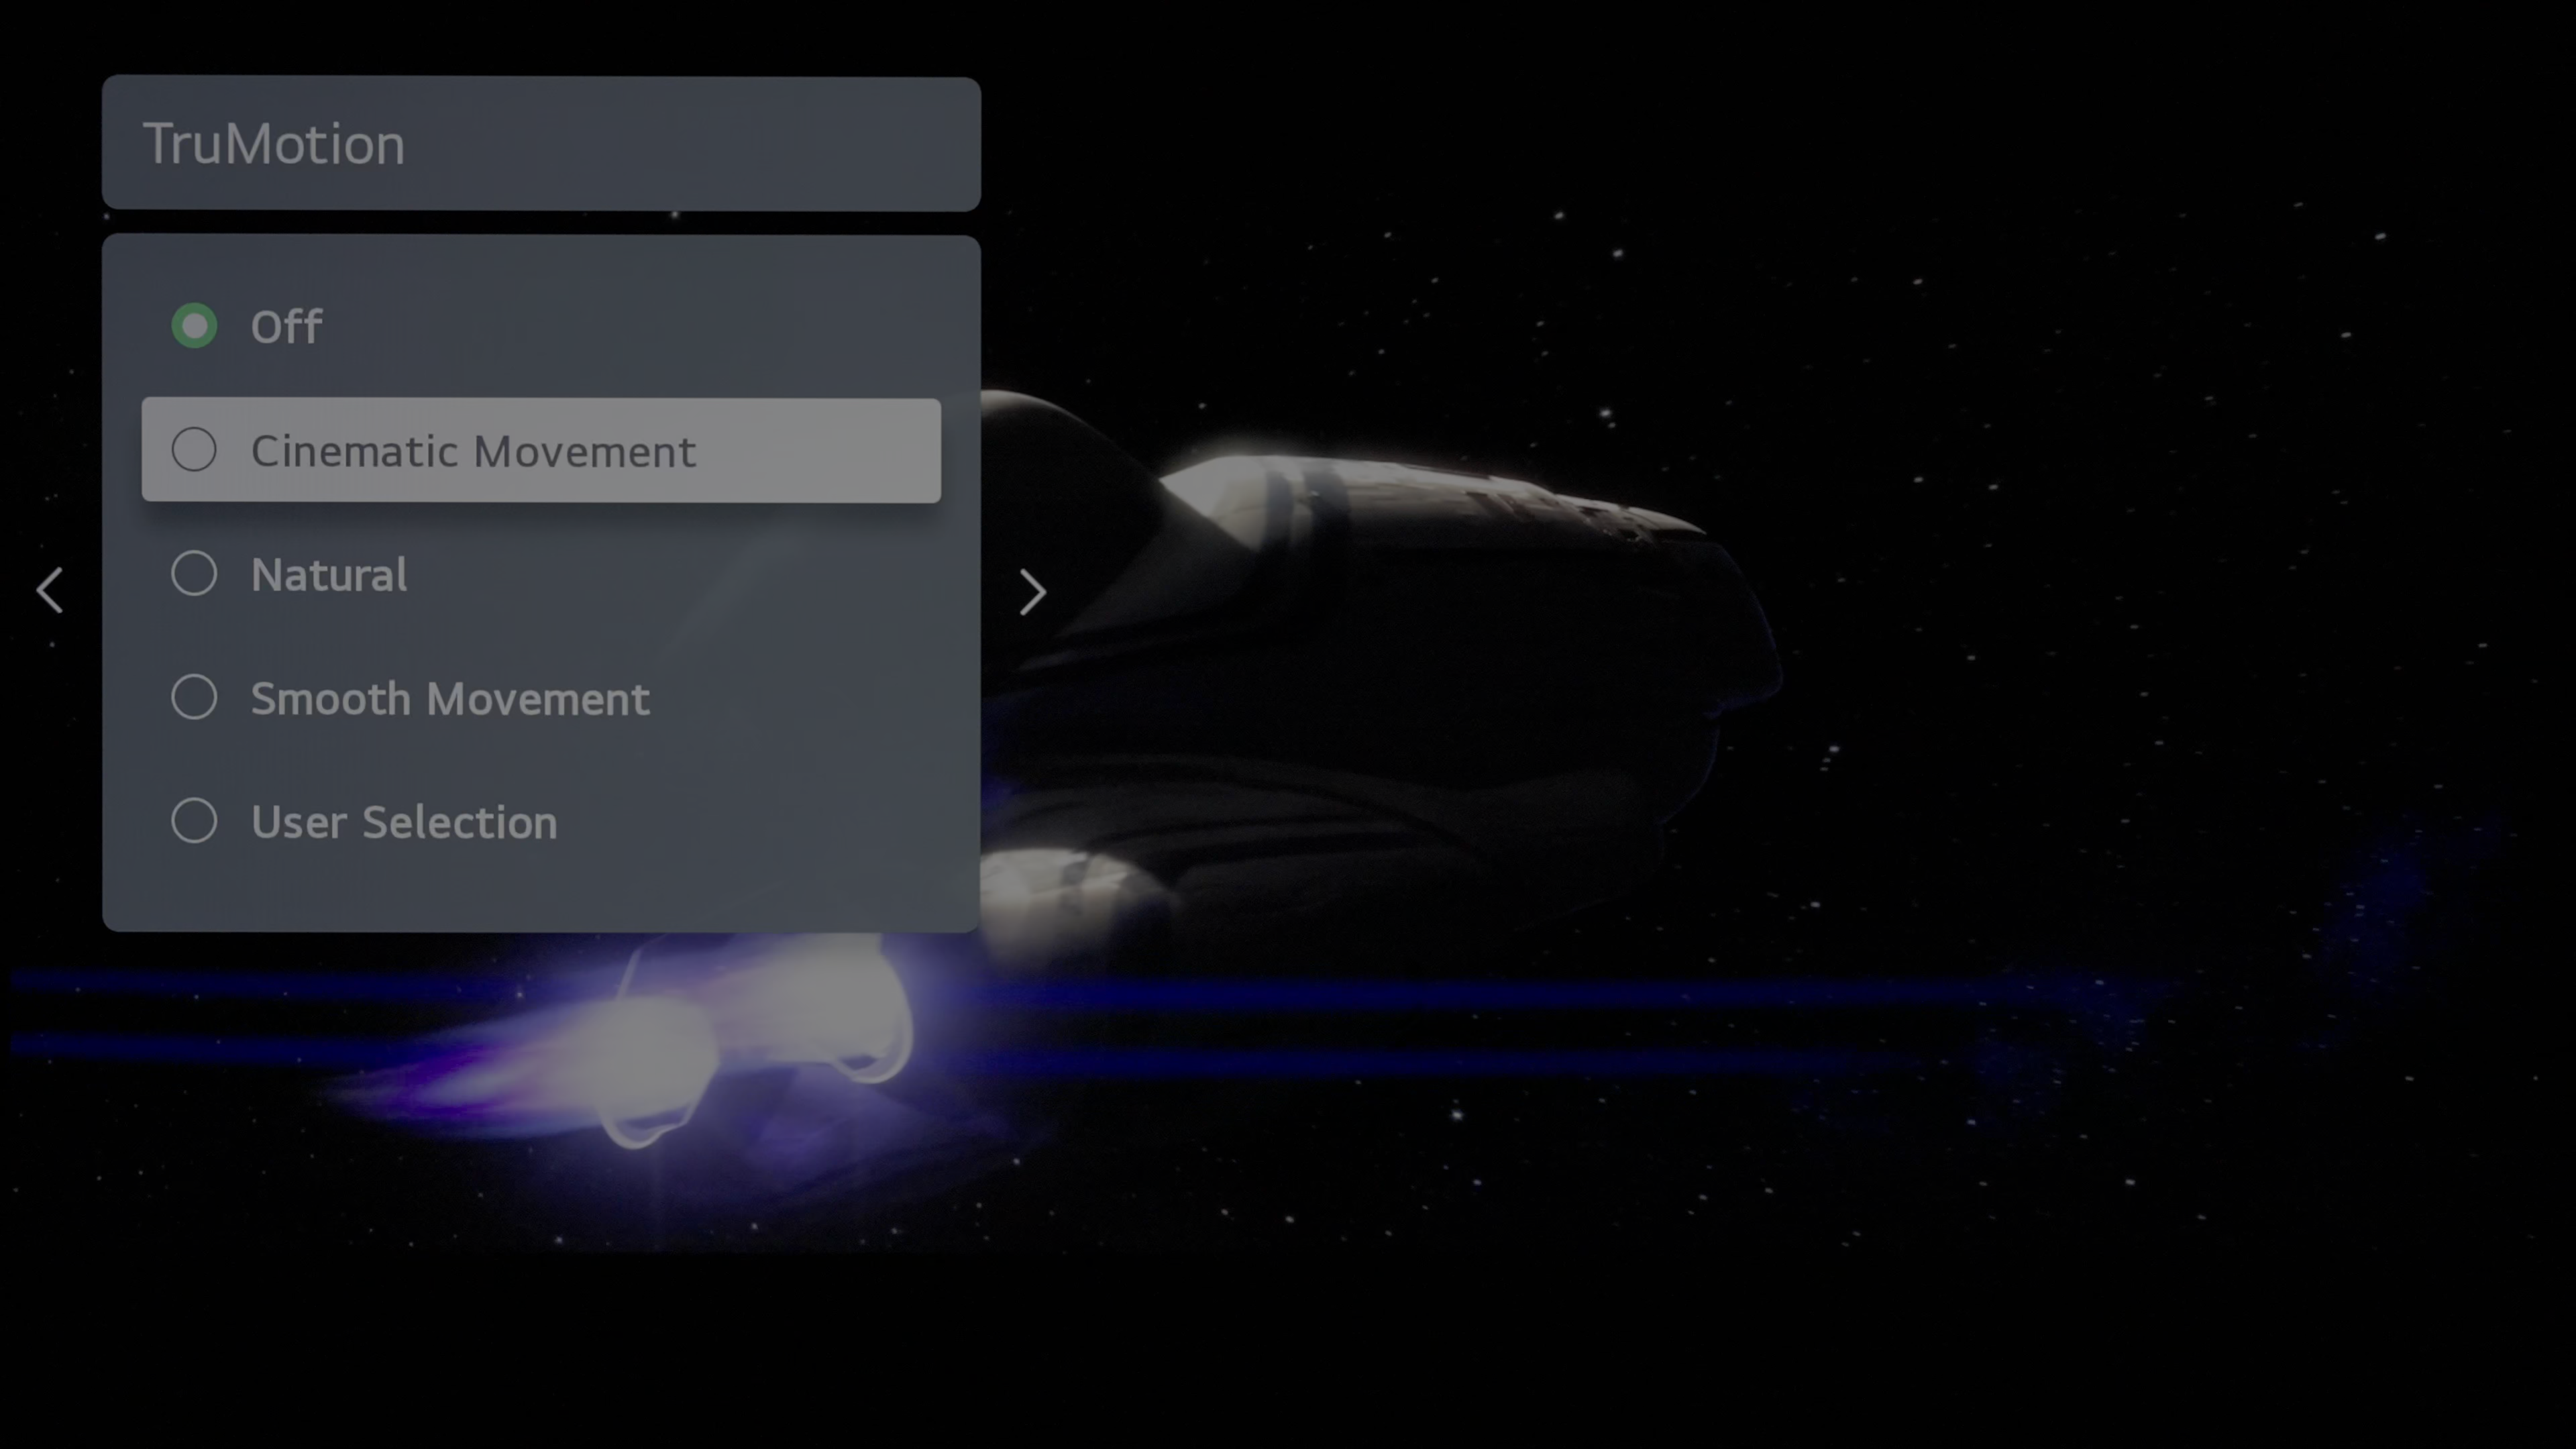 TruMotion
Off
Cinematic Movement
Natural
Smooth Movement
User Selection